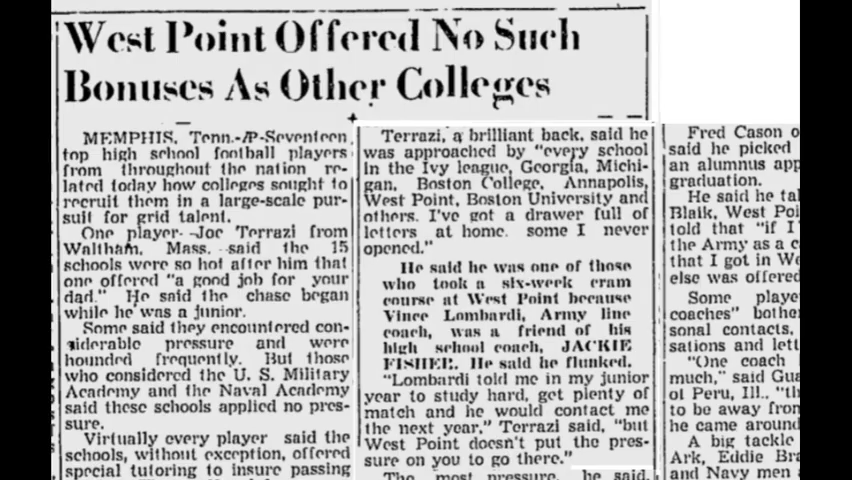 West Point Offered No Such
Bonuses As Other Colleges
MEMPHIS, Tenn.-AP-Seventeen
top high school football players
from throughout the nation re-
lated today how colleges sought to
recruit them in a large-scale pur-
suit for grid talent.
One player--Joe Terrazi from
Waltham, Mass. said the 15
schools were so hot after him that
one offered "a good job for your
dad." He said the chase began
while he was a junior.
Some said they encountered con-
siderable pressure and were
hounded frequently. But those
who considered the U. S. Military
Academy and the Naval Academy
said these schools applied no pres-
sure.
Virtually every player said the
schools, without exception, offered
special tutoring to insure passing
Terrazi, a brilliant back, said he
was approached by "every school
in the Ivy league, Georgia, Michi-
gan, Boston College, Annapolis,
West Point, Boston University and
others. I've got a drawer full of
letters at home. some I never
opened."
He said he was one of those
who took a six-week cram
course at West Point because
Vince Lombardi, Army line
coach, was a friend of his
high school coach, JACKIE
FISHER. He said he flunked.
"Lombardi told me in my junior
year to study hard, get plenty of
match and he would contact me
the next year," Terrazi said, "but
West Point doesn't put the pres-
sure on you to go there."
The most pressure, he said,
Fred Cason o
said he picked
an alumnus app
graduation.
He said he tal
Blaik, West Poi
told that "if I
the Army as a c
that I got in We
else was offered
Some playe
coaches" bother
sonal contacts,
sations and lett
"One coach
much," said Gua
of Peru, Ill., "th
to be away from
he came around
A big tackle
Ark, Eddie Bra
and Navy men a